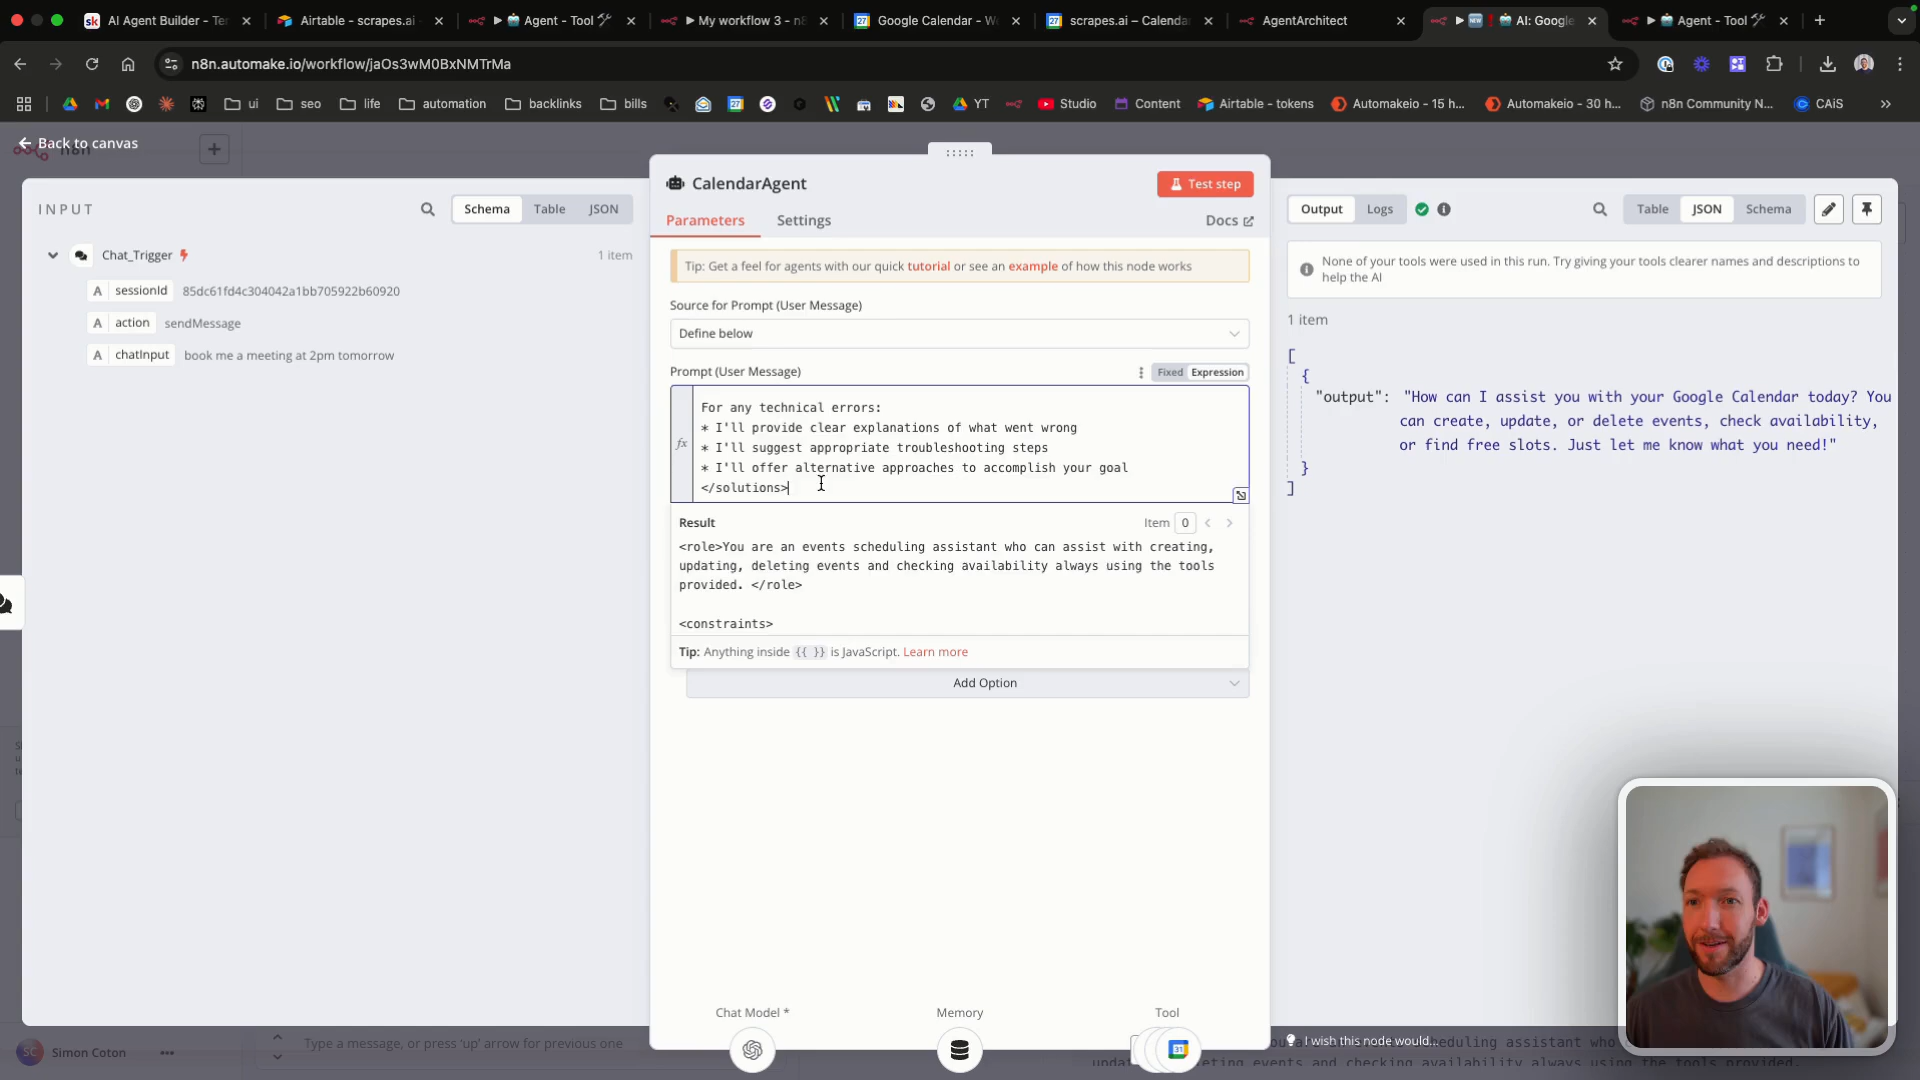 AI Agent Builder - Ter
Airtable - scrapes.ai -
Agent - Tool
My workflow 3 - n8
Google Calendar - W
scrapes.ai – Calenda
AgentArchitect
AI: Google
Agent - Tool
n8n.automake.io/workflow/jaOs3wM0BxNMTrMa
ui
seo
life
automation
backlinks
bills
YT
Studio
Content
Airtable - tokens
Automakeio - 15 h...
Automakeio - 30 h...
n8n Community N...
CAiS
Back to canvas
INPUT
Schema
Table
JSON
Chat_Trigger
1 item
A sessionId 85dc61fd4c304042a1bb705922b60920
A action sendMessage
A chatInput book me a meeting at 2pm tomorrow
CalendarAgent
Test step
Parameters
Settings
Docs
Tip: Get a feel for agents with our quick tutorial or see an example of how this node works
Source for Prompt (User Message)
Define below
Prompt (User Message)
Fixed Expression
fx
For any technical errors:
* I'll provide clear explanations of what went wrong
* I'll suggest appropriate troubleshooting steps
* I'll offer alternative approaches to accomplish your goal
</solutions>
Result
Item 0
<role>You are an events scheduling assistant who can assist with creating,
updating, deleting events and checking availability always using the tools
provided. </role>
<constraints>
Tip: Anything inside {{ }} is JavaScript. Learn more
Add Option
Chat Model *
Memory
Tool
Output
Logs
Table
JSON
Schema
None of your tools were used in this run. Try giving your tools clearer names and descriptions to
help the AI
1 item
[
{
"output": "How can I assist you with your Google Calendar today? You
can create, update, or delete events, check availability,
or find free slots. Just let me know what you need!"
}
]
I wish this node would...
SC Simon Coton
Type a message, or press 'up' arrow for previous one